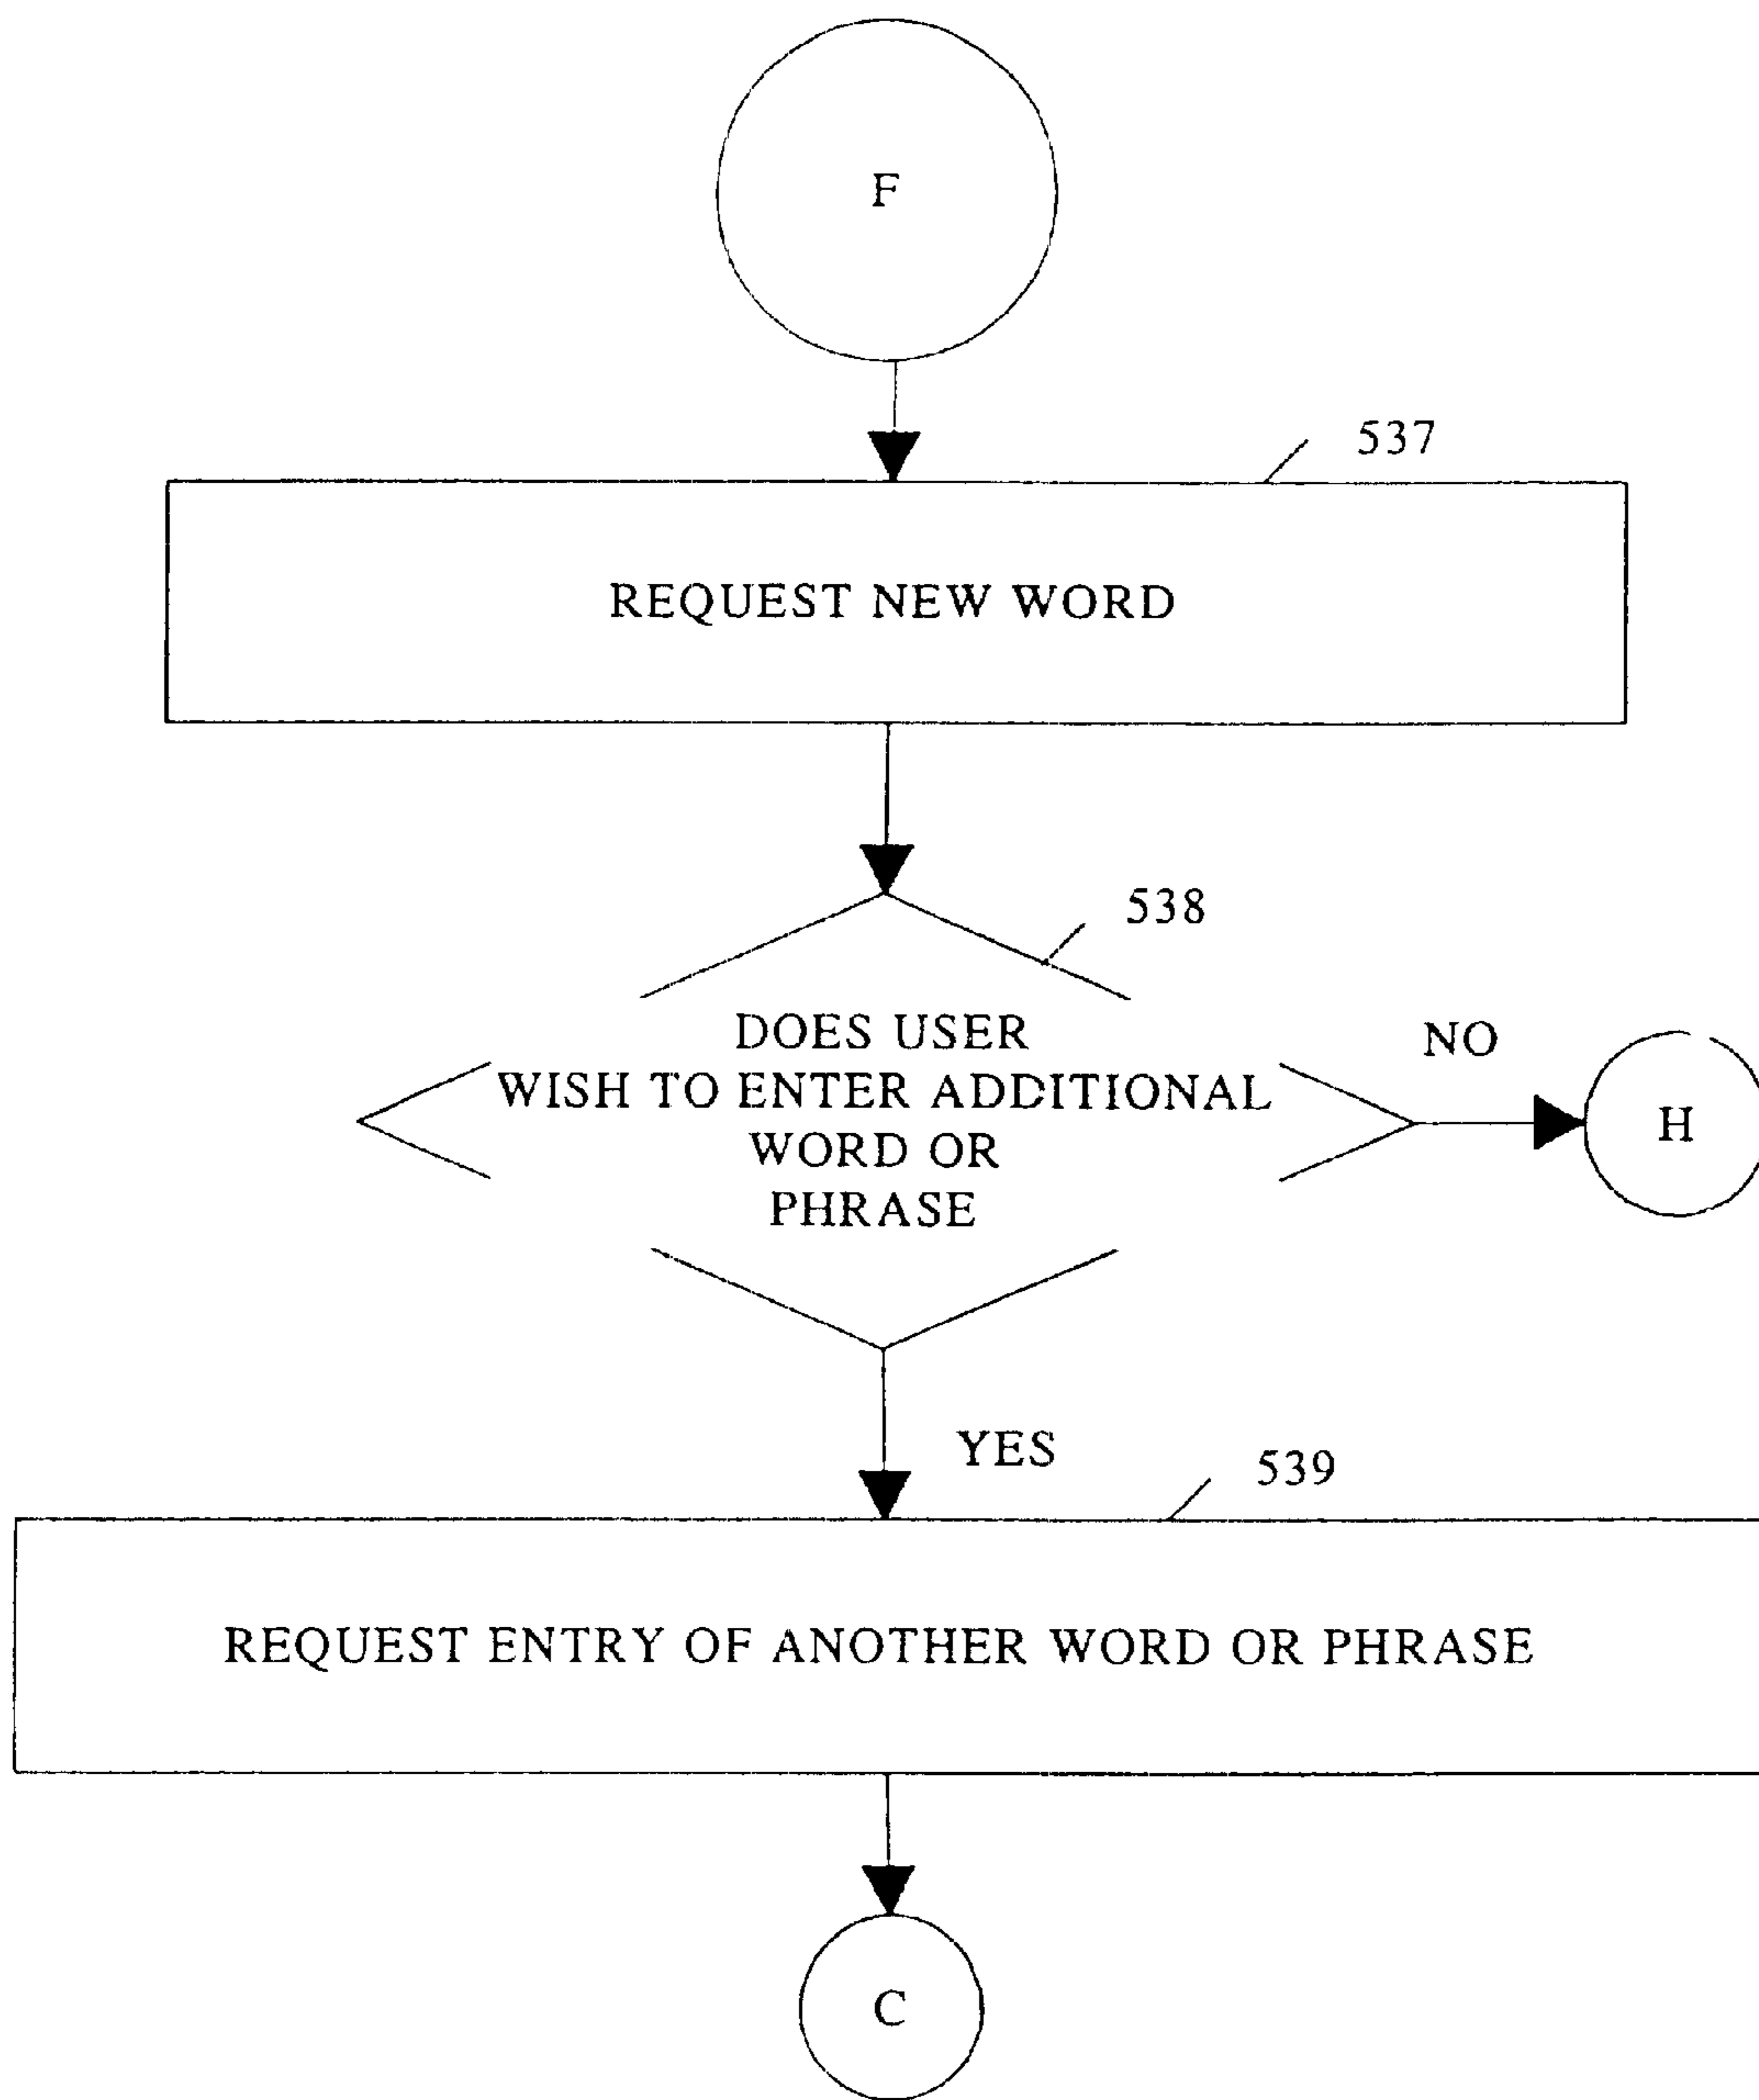 F
537
REQUEST NEW WORD
538
DOES USER
WISH TO ENTER ADDITIONAL
WORD OR
PHRASE
NO
H
YES
539
REQUEST ENTRY OF ANOTHER WORD OR PHRASE
C